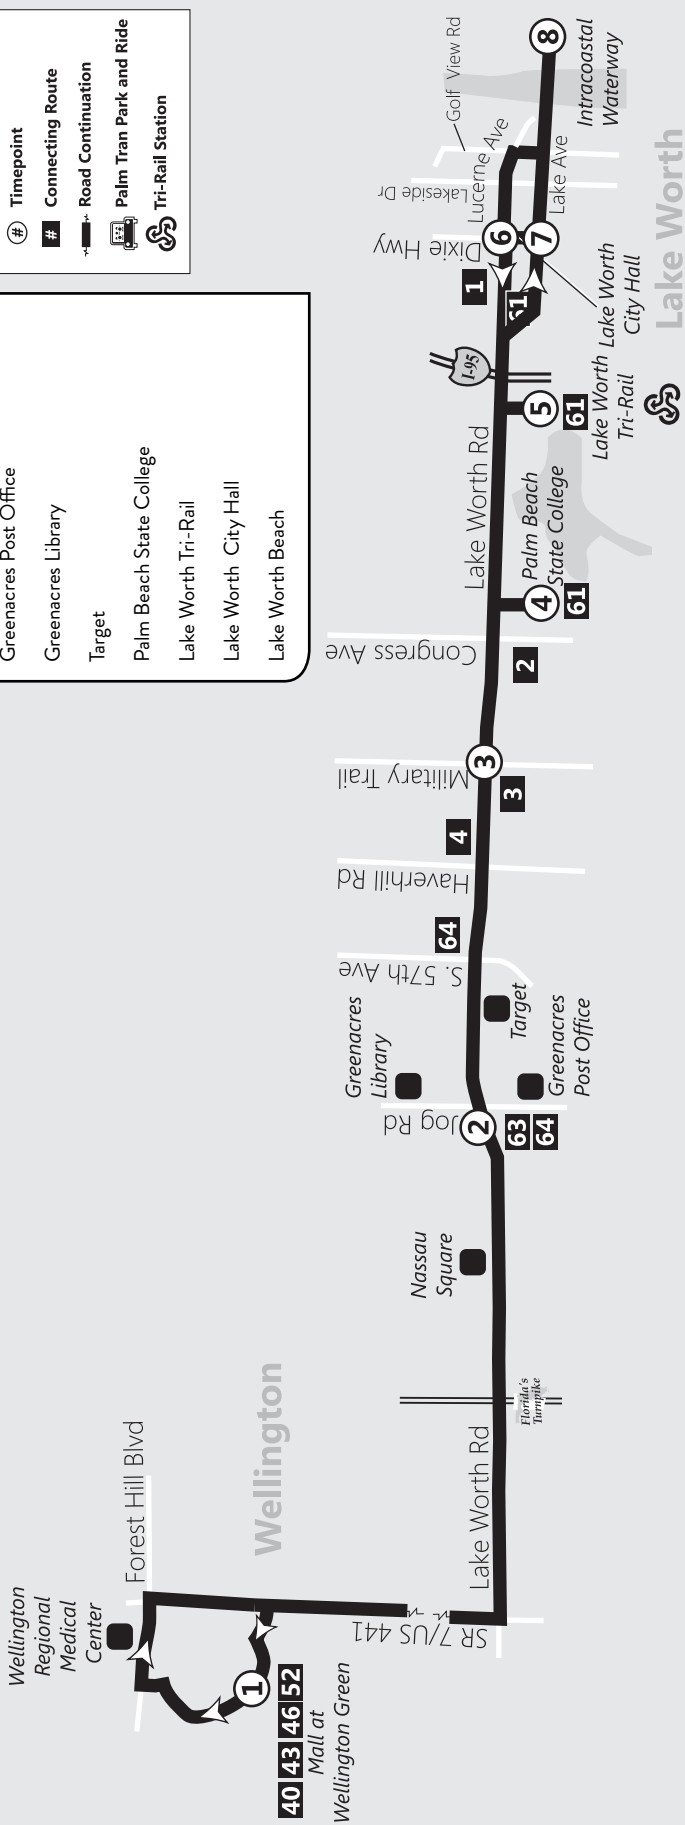 # Timepoint
# Connecting Route
Road Continuation
Palm Tran Park and Ride
Tri-Rail Station
Greenacres Post Office
Greenacres Library
Target
Palm Beach State College
Lake Worth Tri-Rail
Lake Worth City Hall
Lake Worth Beach
Wellington
Regional
Medical
Center
Forest Hill Blvd
Wellington
1
40 43 46 52
Mall at
Wellington Green
SR 7/US 441
Lake Worth Rd
Florida's
Turnpike
Nassau
Square
Jog Rd
2
63
64
Greenacres
Library
Greenacres
Post Office
Target
S. 57th Ave
64
Haverhill Rd
4
Military Trail
3
3
Congress Ave
2
4
61
Palm Beach
State College
Lake Worth Rd
5
61
Lake Worth
Tri-Rail
I-95
1
61
Dixie Hwy
6
7
Lake Worth
City Hall
Lakeside Dr
Lucerne Ave
Golf View Rd
Lake Ave
8
Intracoastal
Waterway
Lake Worth